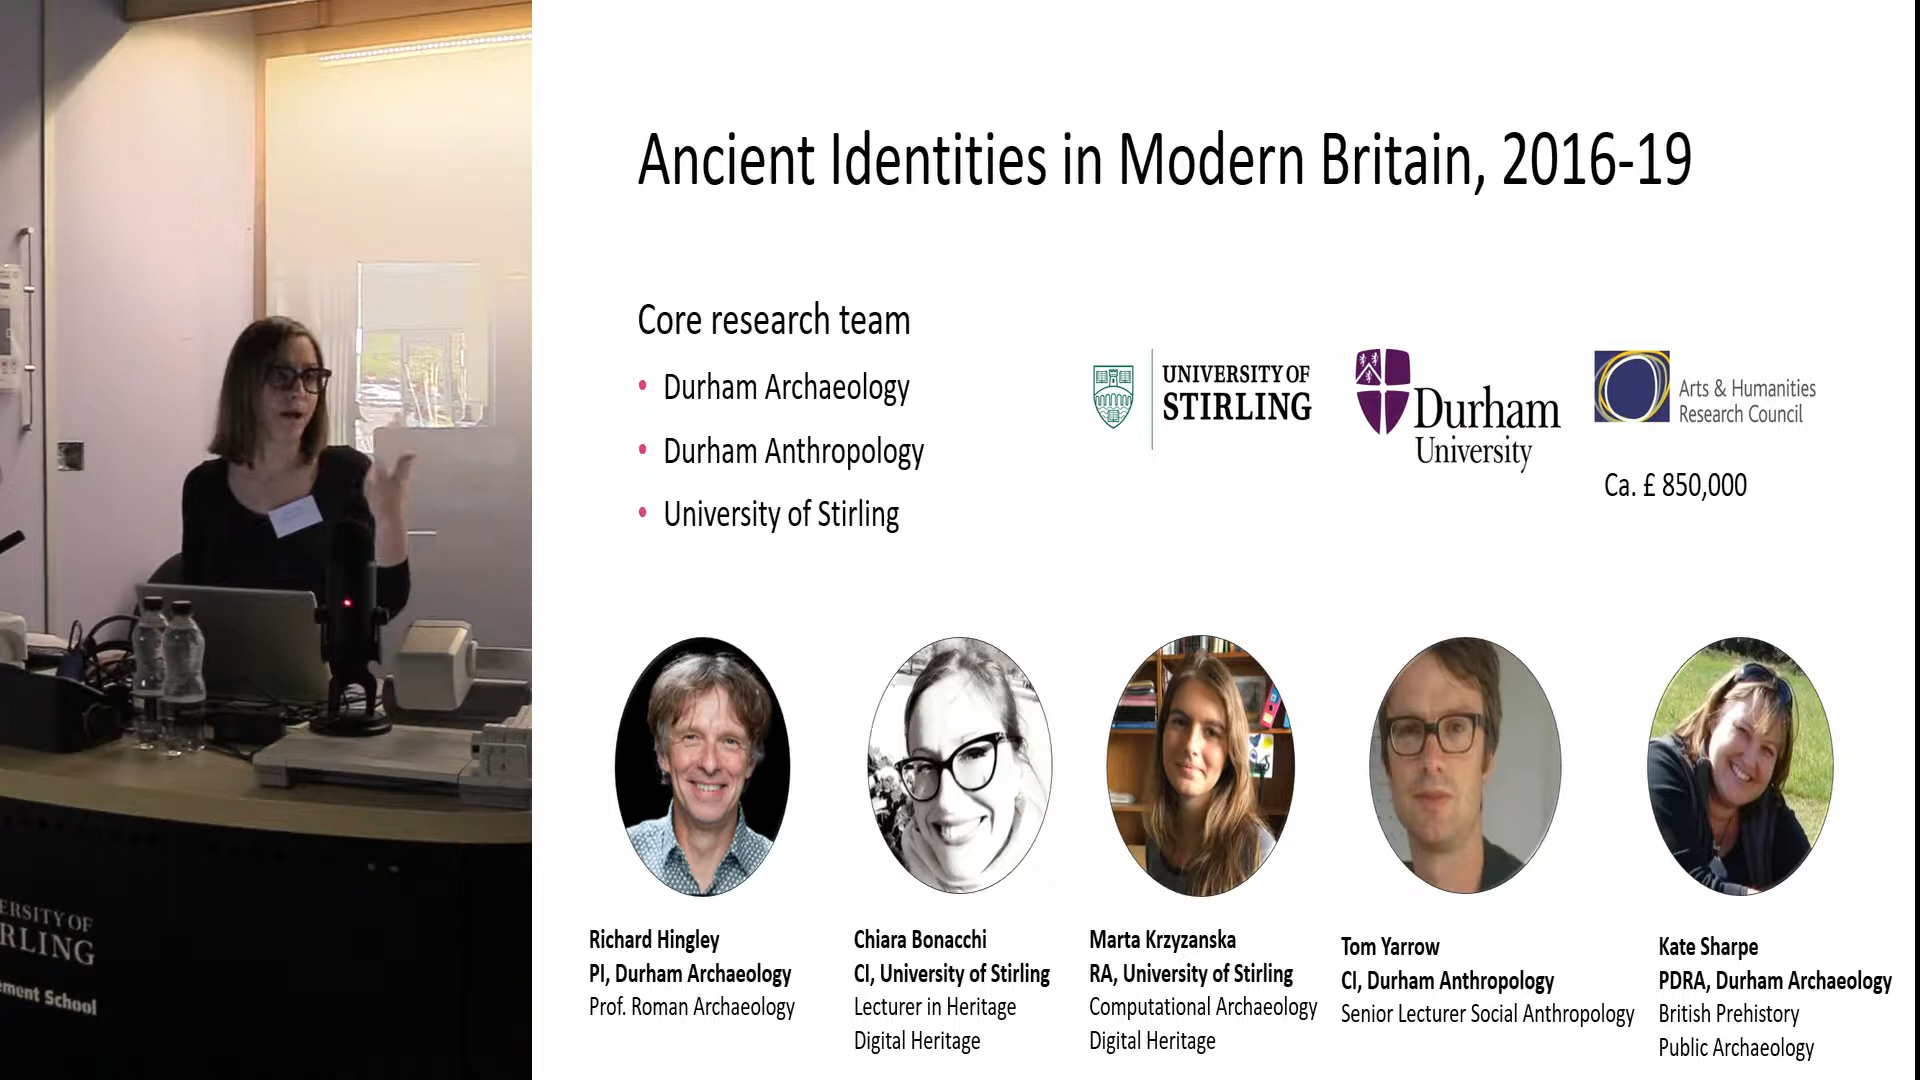 Ancient Identities in Modern Britain, 2016-19
Core research team
• Durham Archaeology
• Durham Anthropology
• University of Stirling
UNIVERSITY OF
STIRLING
Durham
University
Arts & Humanities
Research Council
Ca. £ 850,000
Richard Hingley
PI, Durham Archaeology
Prof. Roman Archaeology
Chiara Bonacchi
CI, University of Stirling
Lecturer in Heritage
Digital Heritage
Marta Krzyzanska
RA, University of Stirling
Computational Archaeology
Digital Heritage
Tom Yarrow
CI, Durham Anthropology
Senior Lecturer Social Anthropology
Kate Sharpe
PDRA, Durham Archaeology
British Prehistory
Public Archaeology
ERSITY OF
RLING
ement School